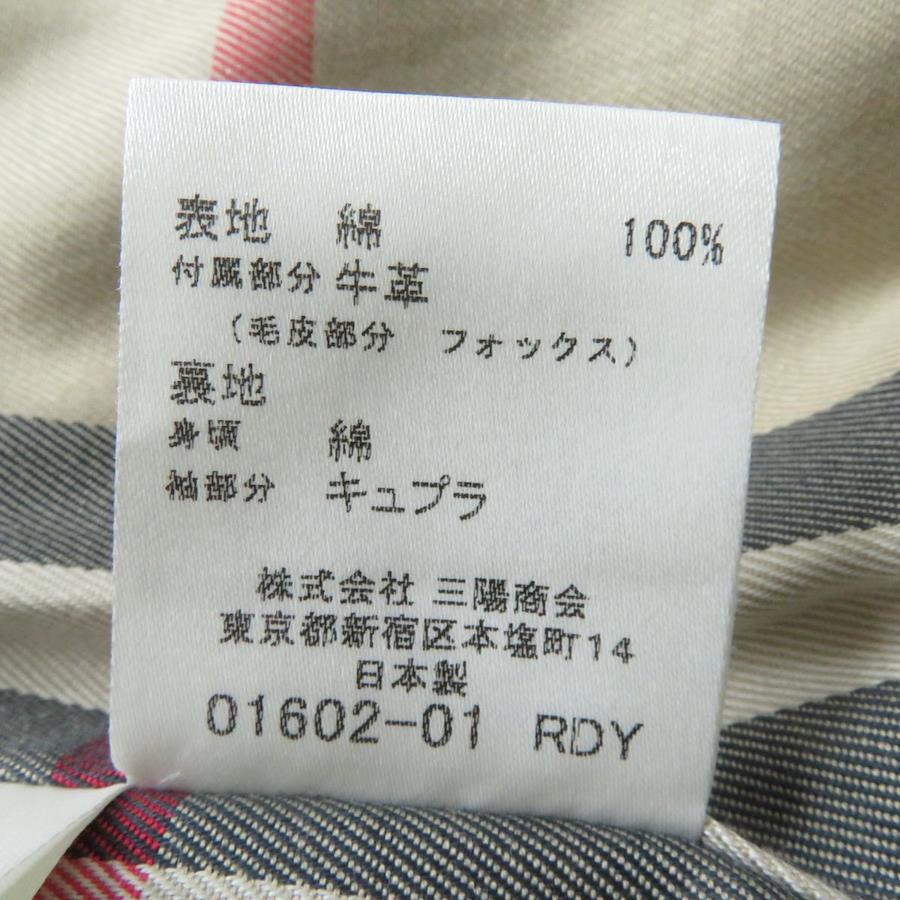 表地 綿 100%
付属部分 牛革
(毛皮部分 フォックス)
裏地
身頃 綿
袖部分 キュプラ
株式会社 三陽商会
東京都新宿区本塩町14
日本製
01602-01 RDY